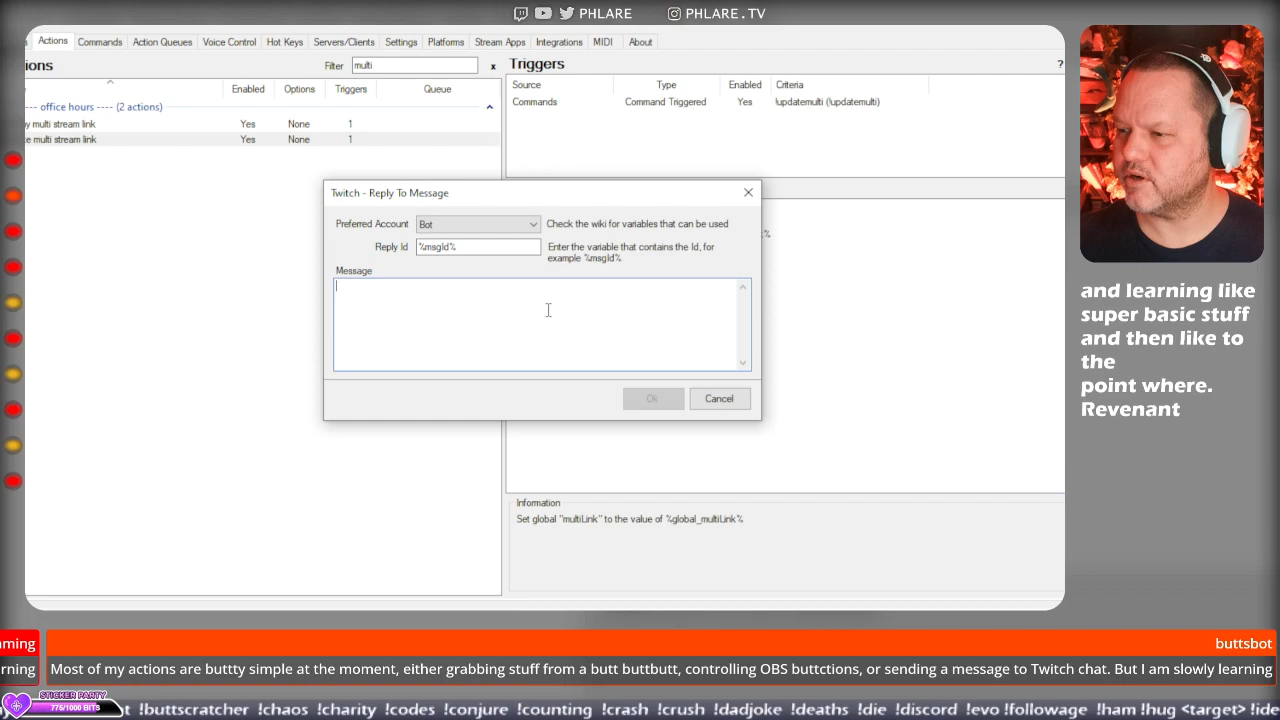 PHLARE PHLARE.TV
Actions Commands Action Queues Voice Control Hot Keys Servers/Clients Settings Platforms Stream Apps Integrations MIDI About
ions Filter multi x
Enabled Options Triggers Queue
---- office hours ---- (2 actions)
y multi stream link Yes None 1
e multi stream link Yes None 1
Triggers ?
Source Type Enabled Criteria
Commands Command Triggered Yes !updatemulti (!updatemulti)
Twitch - Reply To Message
Preferred Account Bot Check the wiki for variables that can be used
Reply Id %msgId% Enter the variable that contains the Id, for
example %msgId%
%
Message
Ok Cancel
Information
Set global "multiLink" to the value of %global_multiLink%
and learning like
super basic stuff
and then like to
the
point where.
Revenant
ming buttsbot
rning Most of my actions are buttty simple at the moment, either grabbing stuff from a butt buttbutt, controlling OBS buttctions, or sending a message to Twitch chat. But I am slowly learning
STICKER PARTY
775/1000 BITS
t !buttscratcher !chaos !charity !codes !conjure !counting !crash !crush !dadjoke !deaths !die !discord !evo !followage !ham !hug <target> !ide